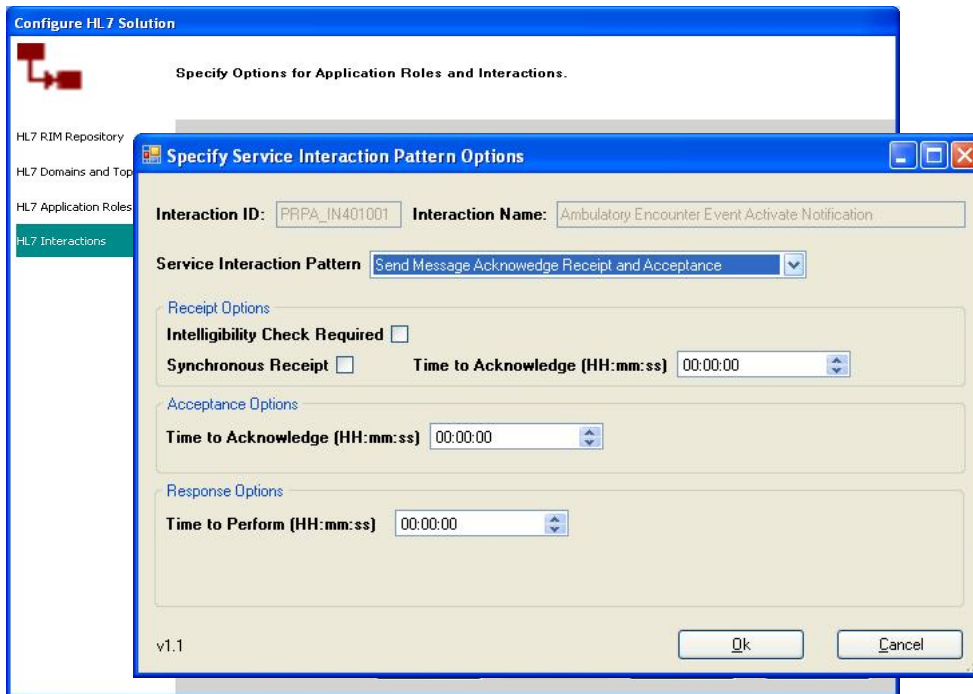 Configure HL7 Solution
Specify Options for Application Roles and Interactions.
HL7 RIM Repository
HL7 Domains and Top
HL7 Application Roles
HL7 Interactions
Specify Service Interaction Pattern Options
Interaction ID: PRPA_IN401001 Interaction Name: Ambulatory Encounter Event Activate Notification
Service Interaction Pattern Send Message Acknowedge Receipt and Acceptance
Receipt Options
Intelligibility Check Required
Synchronous Receipt Time to Acknowledge (HH:mm:ss) 00:00:00
Acceptance Options
Time to Acknowledge (HH:mm:ss) 00:00:00
Response Options
Time to Perform (HH:mm:ss) 00:00:00
v1.1 Ok Cancel